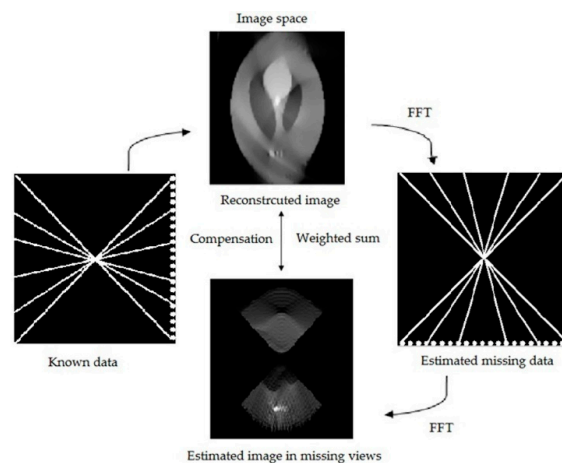 Image space
FFT
Reconstrcuted image
Compensation
Weighted sum
Known data
Estimated missing data
FFT
Estimated image in missing views